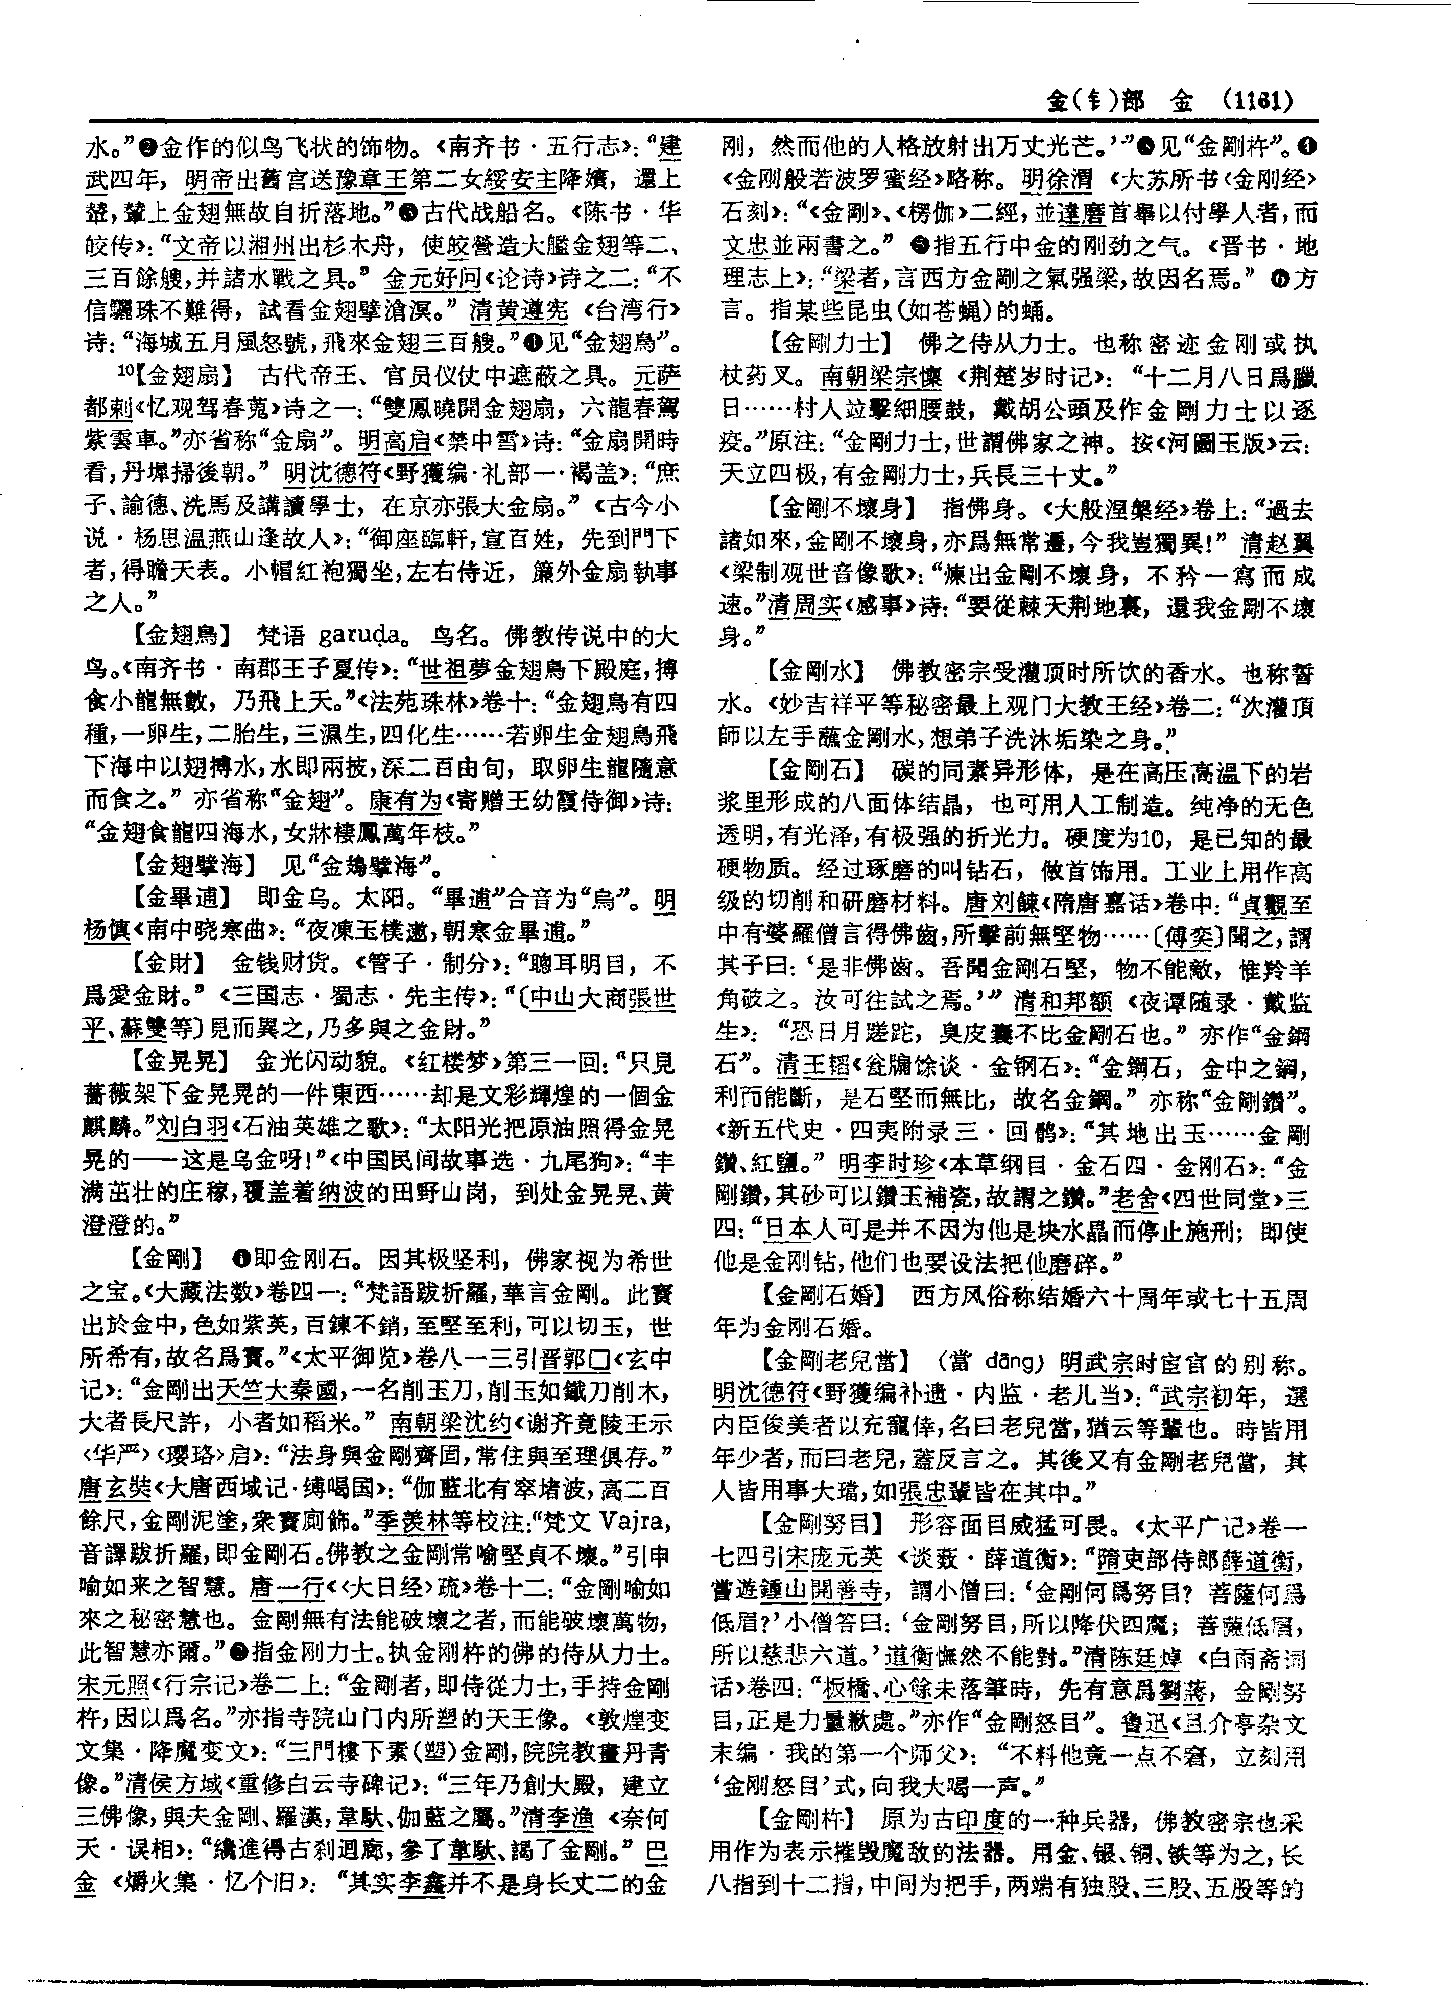 金(钅)部　金　(1161)
水。”❷金作的似鸟飞状的饰物。《南齐书·五行志》：“建
武四年，明帝出舊宫送豫章王第二女綏安主降嬪，還上
輦，輦上金翅無故自折落地。”❸古代战船名。《陈书·华
皎传》：“文帝以湘州出杉木舟，使皎營造大艦金翅等二、
三百餘艘，并諸水戰之具。” 金元好问《论诗》诗之二：“不
信驪珠不難得，試看金翅擘滄溟。” 清黄遵宪《台湾行》
诗：“海城五月風怒號，飛來金翅三百艘。”❹见“金翅鳥”。
10【金翅扇】　古代帝王、官员仪仗中遮蔽之具。元萨
都剌《忆观驾春蒐》诗之一：“雙鳳曉開金翅扇，六龍春駕
紫雲車。”亦省称“金扇”。明高启《禁中雪》诗：“金扇開時
看，丹墀掃後朝。” 明沈德符《野獲编·礼部一·褐盖》：“庶
子、諭德、洗馬及講讀學士，在京亦張大金扇。”《古今小
说·杨思温燕山逢故人》：“御座臨軒，宣百姓，先到門下
者，得瞻天表。小帽紅袍獨坐，左右侍近，簾外金扇執事
之人。”
【金翅鳥】　梵语 garuḍa。鸟名。佛教传说中的大
鸟。《南齐书·南郡王子夏传》：“世祖夢金翅鳥下殿庭，搏
食小龍無數，乃飛上天。”《法苑珠林》卷十：“金翅鳥有四
種，一卵生，二胎生，三濕生，四化生……若卵生金翅鳥飛
下海中以翅搏水，水即兩披，深二百由旬，取卵生龍隨意
而食之。” 亦省称“金翅”。康有为《寄赠王幼霞侍御》诗：
“金翅食龍四海水，女牀棲鳳萬年枝。”
【金翅擘海】　见“金鳷擘海”。
【金畢逋】　即金乌。太阳。“畢逋”合音为“烏”。明
杨慎《南中晓寒曲》：“夜凍玉樸遬，朝寒金畢逋。”
【金財】　金钱财货。《管子·制分》：“聰耳明目，不
爲愛金財。”《三国志·蜀志·先主传》：“〔中山大商張世
平、蘇雙等〕見而異之，乃多與之金財。”
【金晃晃】　金光闪动貌。《红楼梦》第三一回：“只見
薔薇架下金晃晃的一件東西……却是文彩輝煌的一個金
麒麟。”刘白羽《石油英雄之歌》：“太阳光把原油照得金晃
晃的——这是乌金呀！”《中国民间故事选·九尾狗》：“丰
满茁壮的庄稼，覆盖着纳波的田野山岗，到处金晃晃、黄
澄澄的。”
【金剛】　❶即金刚石。因其极坚利，佛家视为希世
之宝。《大藏法数》卷四一：“梵語跋折羅，華言金剛。此寶
出於金中，色如紫英，百鍊不銷，至堅至利，可以切玉，世
所希有，故名爲寶。”《太平御览》卷八一三引晋郭囗《玄中
记》：“金剛出天竺大秦國，一名削玉刀，削玉如鐵刀削木，
大者長尺許，小者如稻米。” 南朝梁沈约《谢齐竟陵王示
〈华严〉〈璎珞〉启》：“法身與金剛齊固，常住與至理俱存。”
唐玄奘《大唐西域记·缚喝国》：“伽藍北有窣堵波，高二百
餘尺，金剛泥塗，衆寶廁飾。”季羡林等校注：“梵文 Vajra，
音譯跋折羅，即金剛石。佛教之金剛常喻堅貞不壞。”引申
喻如来之智慧。唐一行《〈大日经〉疏》卷十二：“金剛喻如
來之秘密慧也。金剛無有法能破壞之者，而能破壞萬物，
此智慧亦爾。”❷指金刚力士。执金刚杵的佛的侍从力士。
宋元照《行宗记》卷二上：“金剛者，即侍從力士，手持金剛
杵，因以爲名。”亦指寺院山门内所塑的天王像。《敦煌变
文集·降魔变文》：“三門樓下素（塑）金剛，院院教畫丹青
像。”清侯方域《重修白云寺碑记》：“三年乃創大殿，建立
三佛像，與夫金剛、羅漢，韋馱、伽藍之屬。”清李渔《奈何
天·误相》：“纔進得古刹迴廊，參了韋馱、謁了金剛。” 巴
金《爝火集·忆个旧》：“其实李鑫并不是身长丈二的金
刚，然而他的人格放射出万丈光芒。’”❸见“金剛杵”。❹
《金刚般若波罗蜜经》略称。明徐渭《大苏所书〈金刚经〉
石刻》：“《金剛》、《楞伽》二經，並達磨首舉以付學人者，而
文忠並兩書之。” ❺指五行中金的刚劲之气。《晋书·地
理志上》：“梁者，言西方金剛之氣强梁，故因名焉。” ❻方
言。指某些昆虫（如苍蝇）的蛹。
【金剛力士】　佛之侍从力士。也称密迹金刚或执
杖药叉。南朝梁宗懔《荆楚岁时记》：“十二月八日爲臘
日……村人竝擊細腰鼓，戴胡公頭及作金剛力士以逐
疫。”原注：“金剛力士，世謂佛家之神。按《河圖玉版》云：
天立四极，有金剛力士，兵長三十丈。”
【金剛不壞身】　指佛身。《大般涅槃经》卷上：“過去
諸如來，金剛不壞身，亦爲無常遷，今我豈獨異！” 清赵翼
《梁制观世音像歌》：“煉出金剛不壞身，不矜一寫而成
速。”清周实《感事》诗：“要從棘天荆地裏，還我金剛不壞
身。”
【金剛水】　佛教密宗受灌顶时所饮的香水。也称誓
水。《妙吉祥平等秘密最上观门大教王经》卷二：“次灌頂
師以左手蘸金剛水，想弟子洗沐垢染之身。”
【金剛石】　碳的同素异形体，是在高压高温下的岩
浆里形成的八面体结晶，也可用人工制造。纯净的无色
透明，有光泽，有极强的折光力。硬度为10，是已知的最
硬物质。经过琢磨的叫钻石，做首饰用。工业上用作高
级的切削和研磨材料。唐刘餗《隋唐嘉话》卷中：“貞觀至
中有婆羅僧言得佛齒，所擊前無堅物……〔傅奕〕聞之，謂
其子曰：‘是非佛齒。吾聞金剛石堅，物不能敵，惟羚羊
角破之。汝可往試之焉。’” 清和邦额《夜谭随录·戴监
生》：“恐日月蹉跎，臭皮囊不比金剛石也。” 亦作“金鋼
石”。清王韬《瓮牖馀谈·金钢石》：“金鋼石，金中之鋼，
利而能斷，是石堅而無比，故名金鋼。” 亦称“金剛鑽”。
《新五代史·四夷附录三·回鹘》：“其地出玉……金剛
鑽、紅鹽。” 明李时珍《本草纲目·金石四·金刚石》：“金
剛鑽，其砂可以鑽玉補瓷，故謂之鑽。”老舍《四世同堂》三
四：“日本人可是并不因为他是块水晶而停止施刑；即使
他是金刚钻，他们也要设法把他磨碎。”
【金剛石婚】　西方风俗称结婚六十周年或七十五周
年为金刚石婚。
【金剛老兒當】　（當 dāng）明武宗时宦官的别称。
明沈德符《野獲编补遗·内监·老儿当》：“武宗初年，選
内臣俊美者以充寵倖，名曰老兒當，猶云等輩也。時皆用
年少者，而曰老兒，蓋反言之。其後又有金剛老兒當，其
人皆用事大璫，如張忠輩皆在其中。”
【金剛努目】　形容面目威猛可畏。《太平广记》卷一
七四引宋庞元英《谈薮·薛道衡》：“隋吏部侍郎薛道衡，
嘗遊鍾山開善寺，謂小僧曰：‘金剛何爲努目？菩薩何爲
低眉？’小僧答曰：‘金剛努目，所以降伏四魔；菩薩低眉，
所以慈悲六道。’道衡憮然不能對。”清陈廷焯《白雨斋词
话》卷四：“板橋、心餘未落筆時，先有意爲劉蔣，金剛努
目，正是力量歉處。”亦作“金剛怒目”。鲁迅《且介亭杂文
末编·我的第一个师父》：“不料他竟一点不窘，立刻用
‘金刚怒目’式，向我大喝一声。”
【金剛杵】　原为古印度的一种兵器，佛教密宗也采
用作为表示摧毁魔敌的法器。用金、银、铜、铁等为之，长
八指到十二指，中间为把手，两端有独股、三股、五股等的